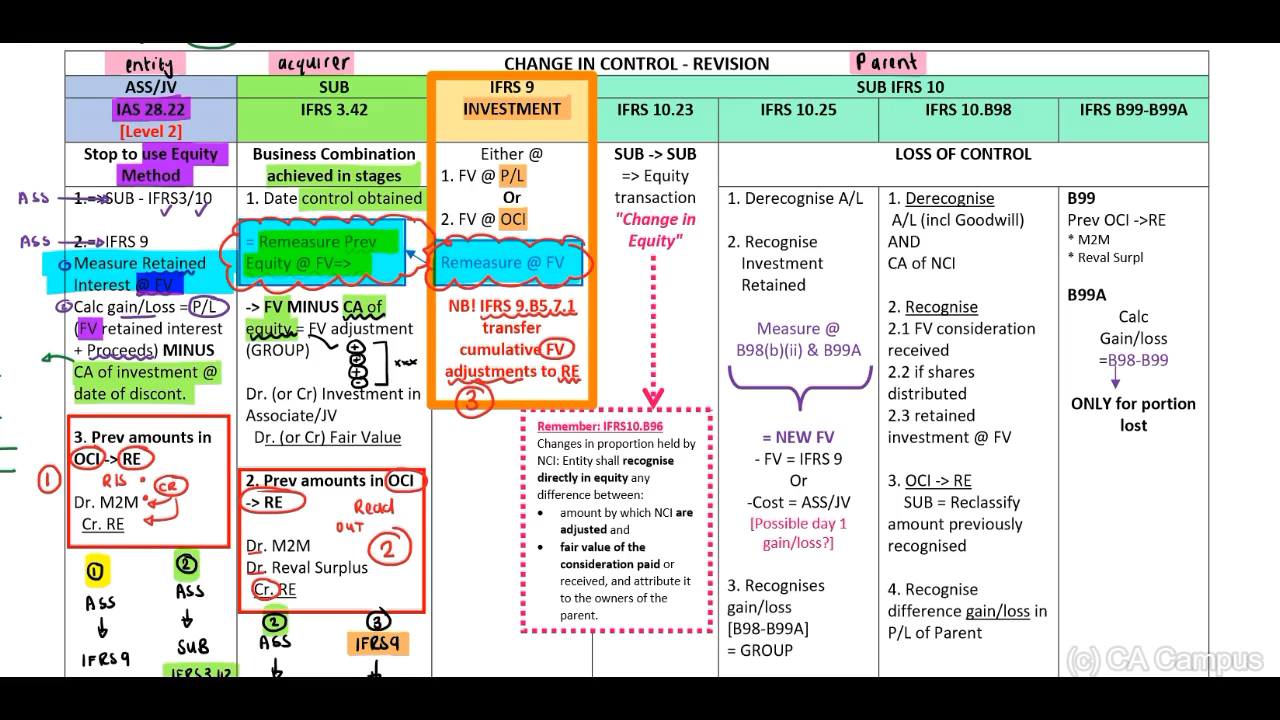 entity
acquirer
CHANGE IN CONTROL - REVISION
Parent
ASS/JV
SUB
IFRS 9
INVESTMENT
SUB IFRS 10
IAS 28.22
[Level 2]
IFRS 3.42
IFRS 10.23
IFRS 10.25
IFRS 10.B98
IFRS B99-B99A
Stop to use Equity
Method
ASS
1.=>SUB - IFRS3/10
ASS
2.=> IFRS 9
Measure Retained
Interest @ FV
Calc gain/Loss = P/L
(FV retained interest
+ Proceeds) MINUS
CA of investment @
date of discont.
3. Prev amounts in
OCI -> RE
1
RIS
CR
Dr. M2M
Cr. RE
1
ASS
IFRS9
2
ASS
SUB
IFRS3.42
Business Combination
achieved in stages
1. Date control obtained
= Remeasure Prev
Equity @ FV=>
-> FV MINUS CA of
equity = FV adjustment
(GROUP)
Dr. (or Cr) Investment in
Associate/JV
Dr. (or Cr) Fair Value
2. Prev amounts in OCI
-> RE
Read
OUT
2
Dr. M2M
Dr. Reval Surplus
Cr. RE
2
ASS
3
IFRS9
Either @
1. FV @ P/L
Or
2. FV @ OCI
Remeasure @ FV
NB! IFRS 9.B5.7.1
transfer
cumulative FV
adjustments to RE
3
SUB -> SUB
=> Equity
transaction
"Change in
Equity"
Remember: IFRS10.B96
Changes in proportion held by
NCI: Entity shall recognise
directly in equity any
difference between:
• amount by which NCI are
adjusted and
• fair value of the
consideration paid or
received, and attribute it
to the owners of the
parent.
LOSS OF CONTROL
1. Derecognise A/L
2. Recognise
Investment
Retained
Measure @
B98(b)(ii) & B99A
= NEW FV
- FV = IFRS 9
Or
-Cost = ASS/JV
[Possible day 1
gain/loss?]
3. Recognises
gain/loss
[B98-B99A]
= GROUP
1. Derecognise
A/L (incl Goodwill)
AND
CA of NCI
2. Recognise
2.1 FV consideration
received
2.2 if shares
distributed
2.3 retained
investment @ FV
3. OCI -> RE
SUB = Reclassify
amount previously
recognised
4. Recognise
difference gain/loss in
P/L of Parent
B99
Prev OCI ->RE
* M2M
* Reval Surpl
B99A
Calc
Gain/loss
=B98-B99
ONLY for portion
lost
(c) CA Campus